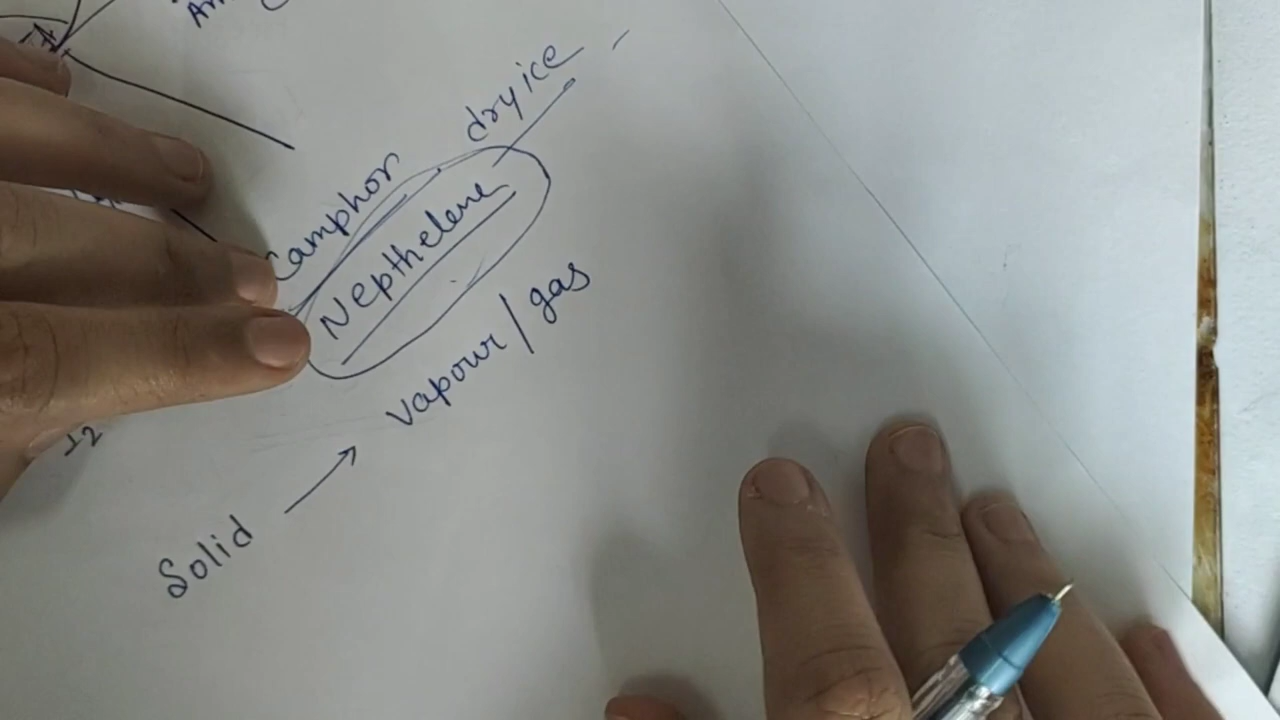 Camphor dry ice
Nepthelene
Solid → vapour/gas